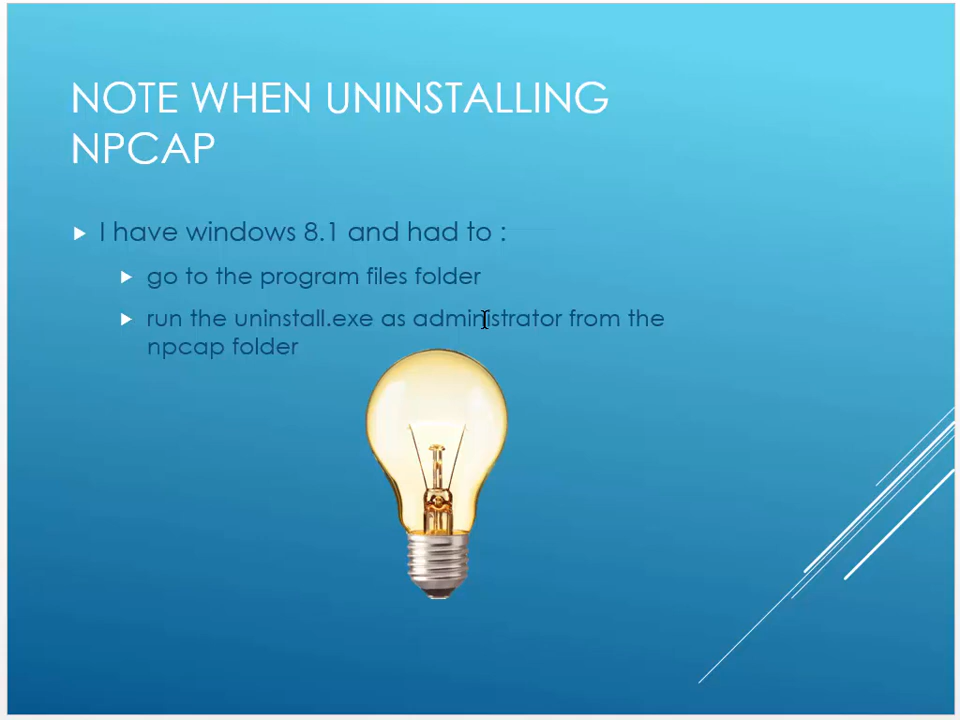 NOTE WHEN UNINSTALLING
NPCAP
I have windows 8.1 and had to :
go to the program files folder
run the uninstall.exe as administrator from the
npcap folder